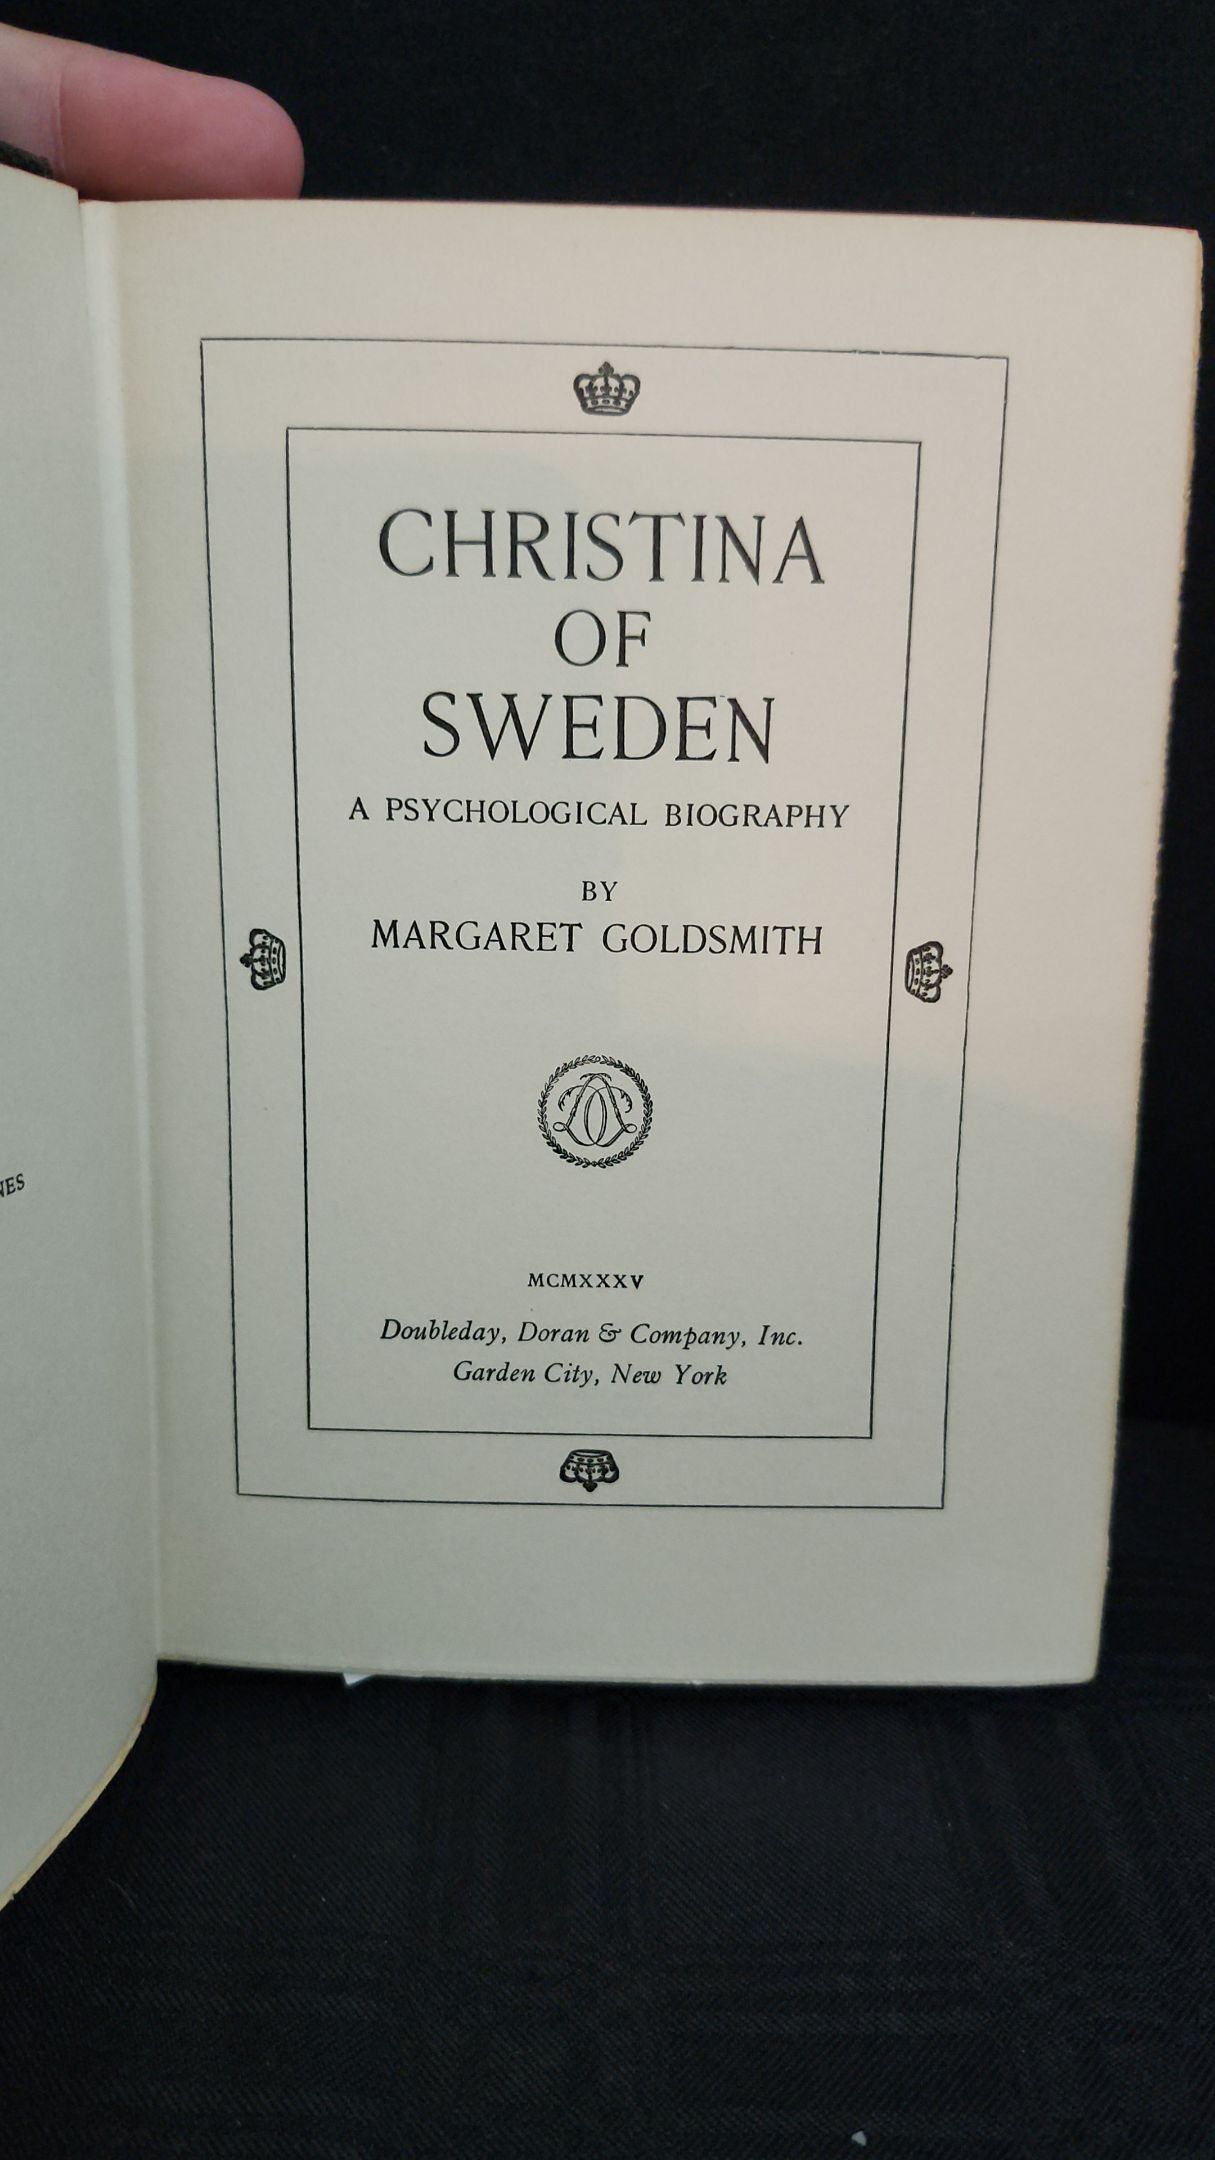 CHRISTINA
OF
SWEDEN
A PSYCHOLOGICAL BIOGRAPHY
BY
MARGARET GOLDSMITH
MCMXXXV
Doubleday, Doran & Company, Inc.
Garden City, New York